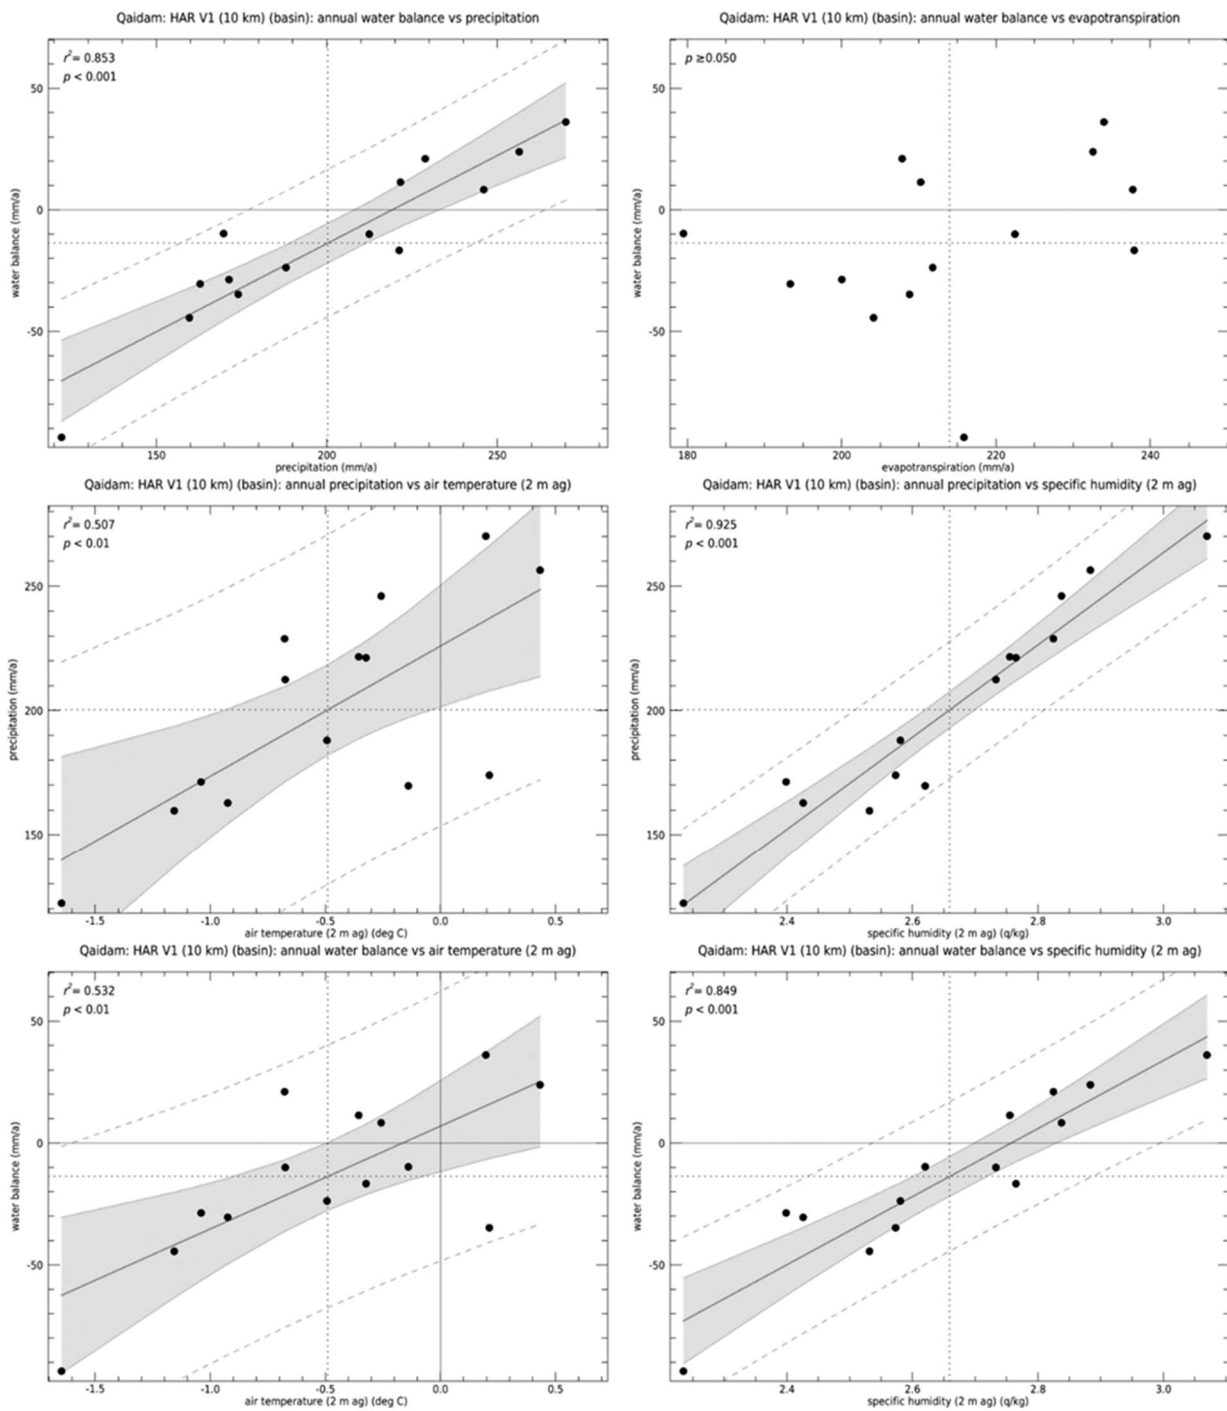 Qaidam: HAR V1 (10 km) (basin): annual water balance vs precipitation
r²= 0.853
p < 0.001
50
0
-50
water balance (mm/a)
150 200 250
precipitation (mm/a)
Qaidam: HAR V1 (10 km) (basin): annual water balance vs evapotranspiration
p ≥0.050
50
0
-50
water balance (mm/a)
180 200 220 240
evapotranspiration (mm/a)
Qaidam: HAR V1 (10 km) (basin): annual precipitation vs air temperature (2 m ag)
r²= 0.507
p < 0.01
250
200
150
precipitation (mm/a)
-1.5 -1.0 -0.5 0.0 0.5
air temperature (2 m ag) (deg C)
Qaidam: HAR V1 (10 km) (basin): annual precipitation vs specific humidity (2 m ag)
r²= 0.925
p < 0.001
250
200
150
precipitation (mm/a)
2.4 2.6 2.8 3.0
specific humidity (2 m ag) (q/kg)
Qaidam: HAR V1 (10 km) (basin): annual water balance vs air temperature (2 m ag)
r²= 0.532
p < 0.01
50
0
-50
water balance (mm/a)
-1.5 -1.0 -0.5 0.0 0.5
air temperature (2 m ag) (deg C)
Qaidam: HAR V1 (10 km) (basin): annual water balance vs specific humidity (2 m ag)
r²= 0.849
p < 0.001
50
0
-50
water balance (mm/a)
2.4 2.6 2.8 3.0
specific humidity (2 m ag) (q/kg)